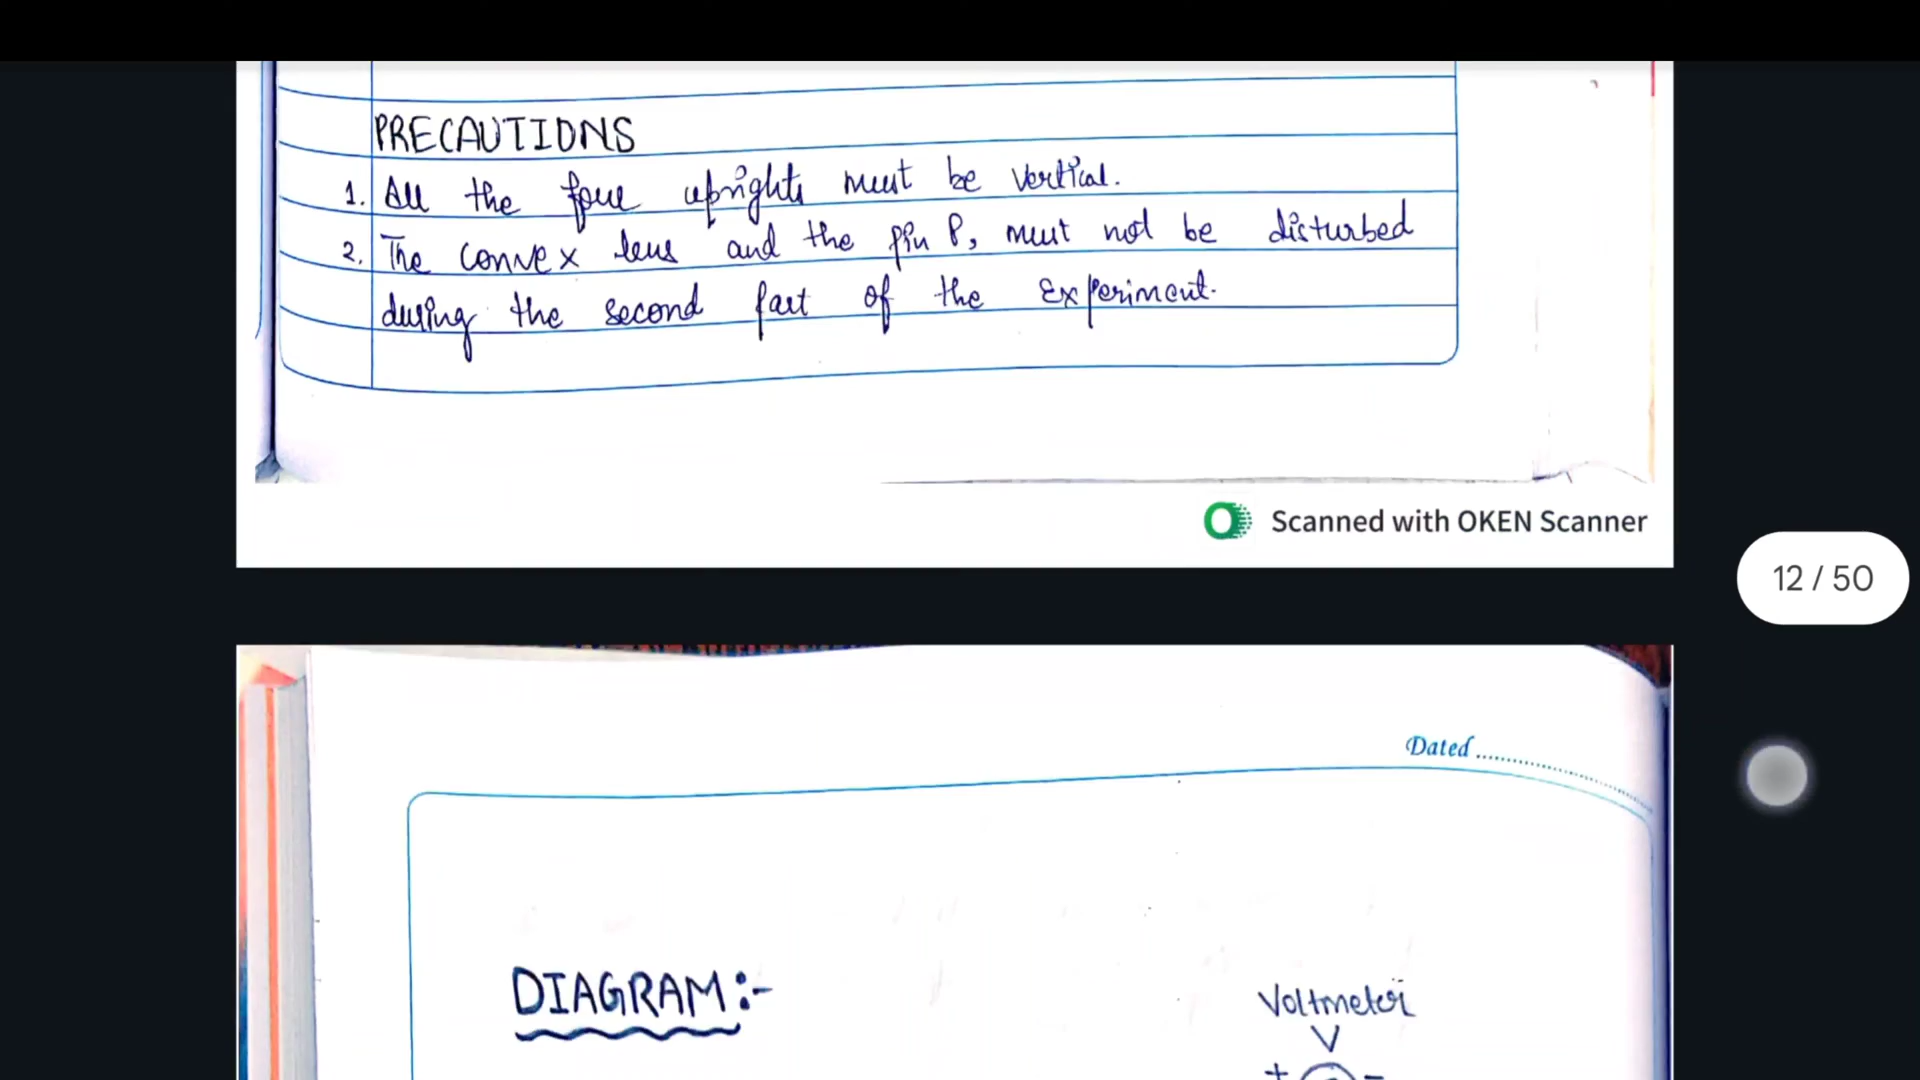 PRECAUTIONS
1. All the four uprights must be vertical.
2. The convex lens and the pin P, must not be disturbed
during the second part of the Experiment.
Scanned with OKEN Scanner
12 / 50
Dated
DIAGRAM:-
Voltmeter
V
+ -